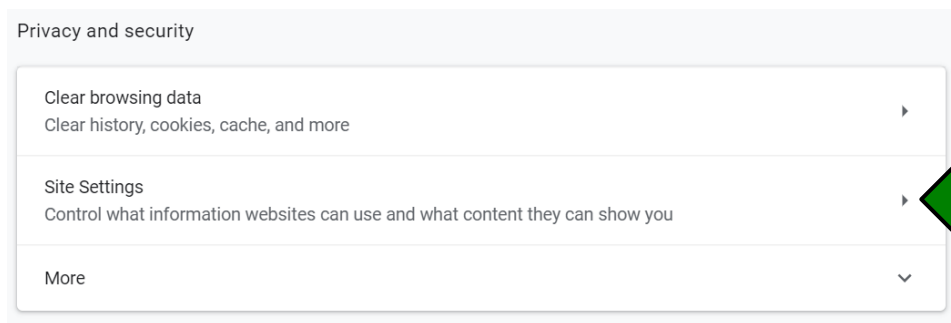 Privacy and security
Clear browsing data
Clear history, cookies, cache, and more
Site Settings
Control what information websites can use and what content they can show you
More